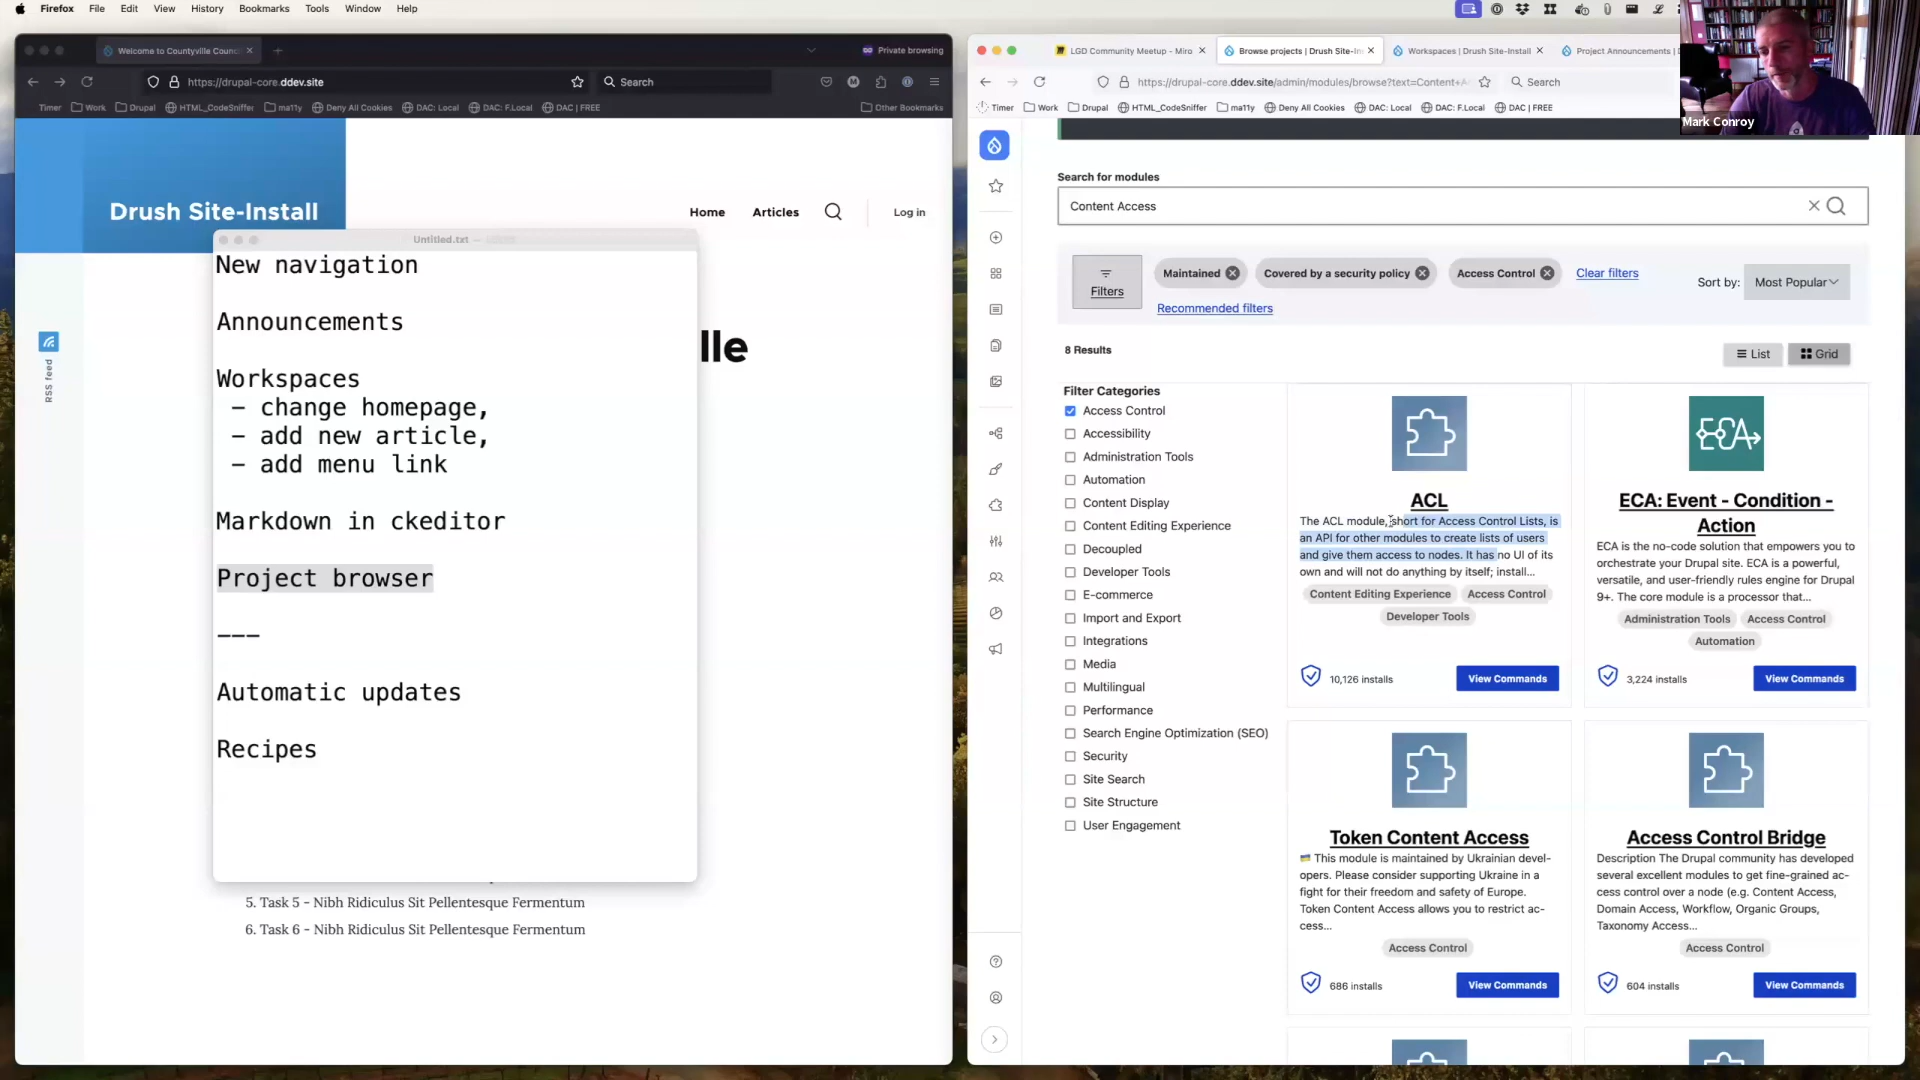 Firefox File Edit View History Bookmarks Tools Window Help
Welcome to Countyville Counc
Private browsing
https://drupal-core.ddev.site
Search
Timer Work Drupal HTML_CodeSniffer ma11y Deny All Cookies DAC: Local DAC: F.Local DAC | FREE Other Bookmarks
Drush Site-Install
Home Articles Log in
RSS feed
lle
5. Task 5 - Nibh Ridiculus Sit Pellentesque Fermentum
6. Task 6 - Nibh Ridiculus Sit Pellentesque Fermentum
Untitled.txt
New navigation
Announcements
Workspaces
- change homepage,
- add new article,
- add menu link
Markdown in ckeditor
Project browser
---
Automatic updates
Recipes
LGD Community Meetup - Miro
Browse projects | Drush Site-In
Workspaces | Drush Site-Install
Project Announcements |
https://drupal-core.ddev.site/admin/modules/browse?text=Content+A
Search
Timer Work Drupal HTML_CodeSniffer ma11y Deny All Cookies DAC: Local DAC: F.Local DAC | FREE
Mark Conroy
Search for modules
Content Access
Filters
Maintained Covered by a security policy Access Control Clear filters
Recommended filters
Sort by: Most Popular
8 Results
List Grid
Filter Categories
Access Control
Accessibility
Administration Tools
Automation
Content Display
Content Editing Experience
Decoupled
Developer Tools
E-commerce
Import and Export
Integrations
Media
Multilingual
Performance
Search Engine Optimization (SEO)
Security
Site Search
Site Structure
User Engagement
ACL
The ACL module, short for Access Control Lists, is
an API for other modules to create lists of users
and give them access to nodes. It has no UI of its
own and will not do anything by itself; install...
Content Editing Experience Access Control
Developer Tools
10,126 installs
View Commands
ECA
ECA: Event - Condition -
Action
ECA is the no-code solution that empowers you to
orchestrate your Drupal site. ECA is a powerful,
versatile, and user-friendly rules engine for Drupal
9+. The core module is a processor that...
Administration Tools Access Control
Automation
3,224 installs
View Commands
Token Content Access
This module is maintained by Ukrainian devel-
opers. Please consider supporting Ukraine in a
fight for their freedom and safety of Europe.
Token Content Access allows you to restrict ac-
cess...
Access Control
686 installs
View Commands
Access Control Bridge
Description The Drupal community has developed
several excellent modules to get fine-grained ac-
cess control over a node (e.g. Content Access,
Domain Access, Workflow, Organic Groups,
Taxonomy Access...
Access Control
604 installs
View Commands